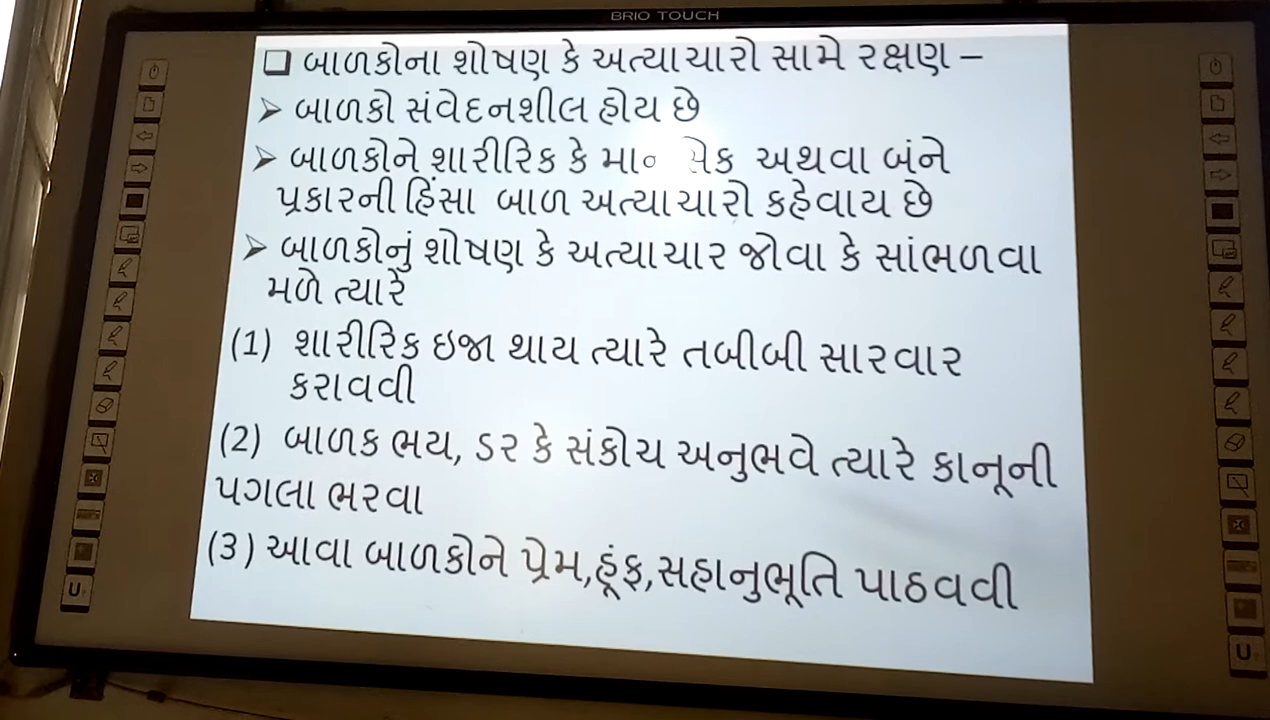 BRIO TOUCH
❑ બાળકોના શોષણ કે અત્યાચારો સામે રક્ષણ –
➢ બાળકો સંવેદનશીલ હોય છે
➢ બાળકોને શારીરિક કે અથવા બંને
પ્રકારની હિંસા બાળ અત્યાચારો કહેવાય છે
➢ બાળકોનું શોષણ કે અત્યાચાર જોવા કે સાંભળવા
મળે ત્યારે
(1) શારીરિક ઇજા થાય ત્યારે તબીબી સારવાર
કરાવવી
(2) બાળક ભય, ડર કે સંકોચ અનુભવે ત્યારે કાનૂની
પગલા ભરવા
(3) આવા બાળકોને પ્રેમ,હૂંફ,સહાનુભૂતિ પાઠવવી